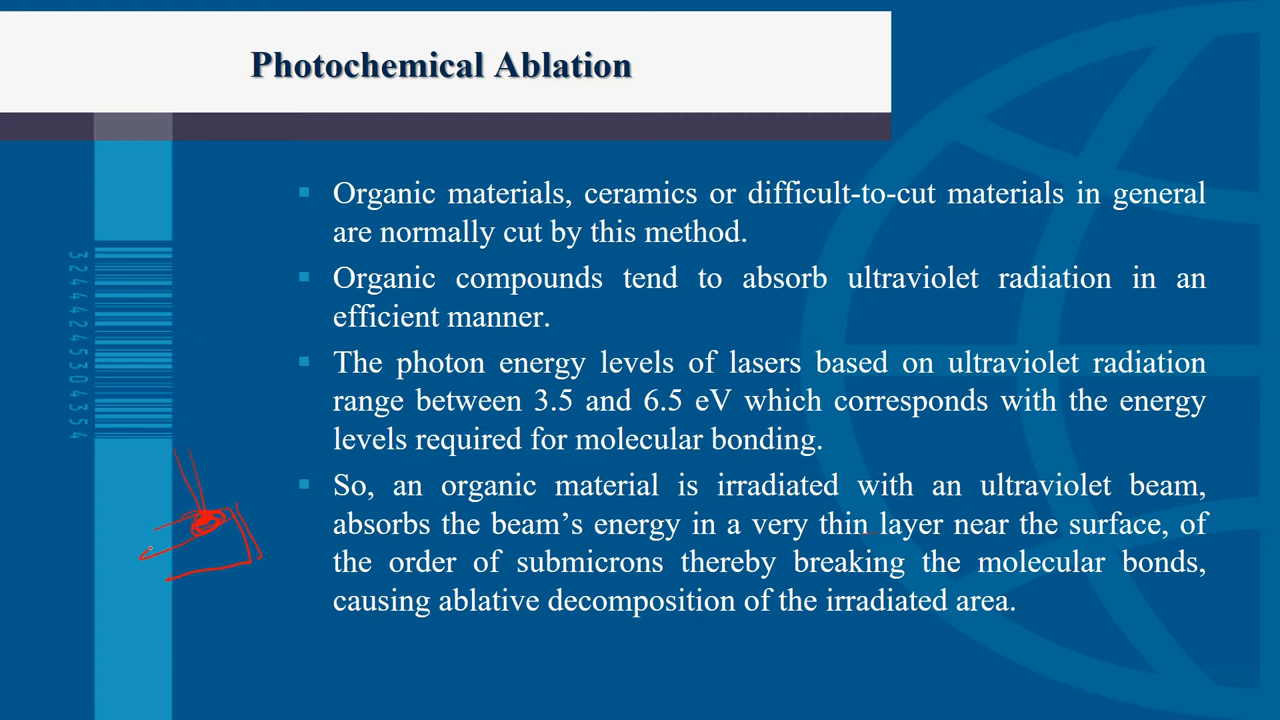 Photochemical Ablation
Organic materials, ceramics or difficult-to-cut materials in general
are normally cut by this method.
Organic compounds tend to absorb ultraviolet radiation in an
efficient manner.
The photon energy levels of lasers based on ultraviolet radiation
range between 3.5 and 6.5 eV which corresponds with the energy
levels required for molecular bonding.
So, an organic material is irradiated with an ultraviolet beam,
absorbs the beam's energy in a very thin layer near the surface, of
the order of submicrons thereby breaking the molecular bonds,
causing ablative decomposition of the irradiated area.
32444245304354